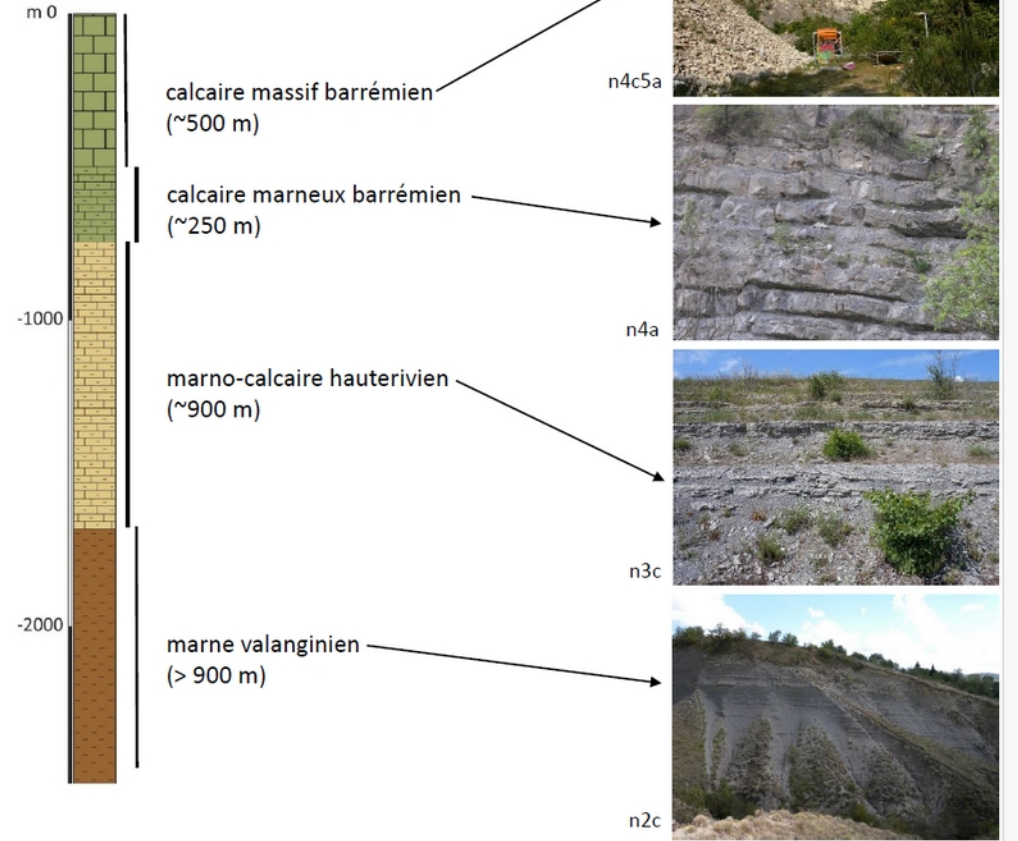 m 0
calcaire massif barrémien
(~500 m)
n4c5a
calcaire marneux barrémien
(~250 m)
n4a
-1000
marno-calcaire hauterivien
(~900 m)
n3c
-2000
marne valanginien
(> 900 m)
n2c